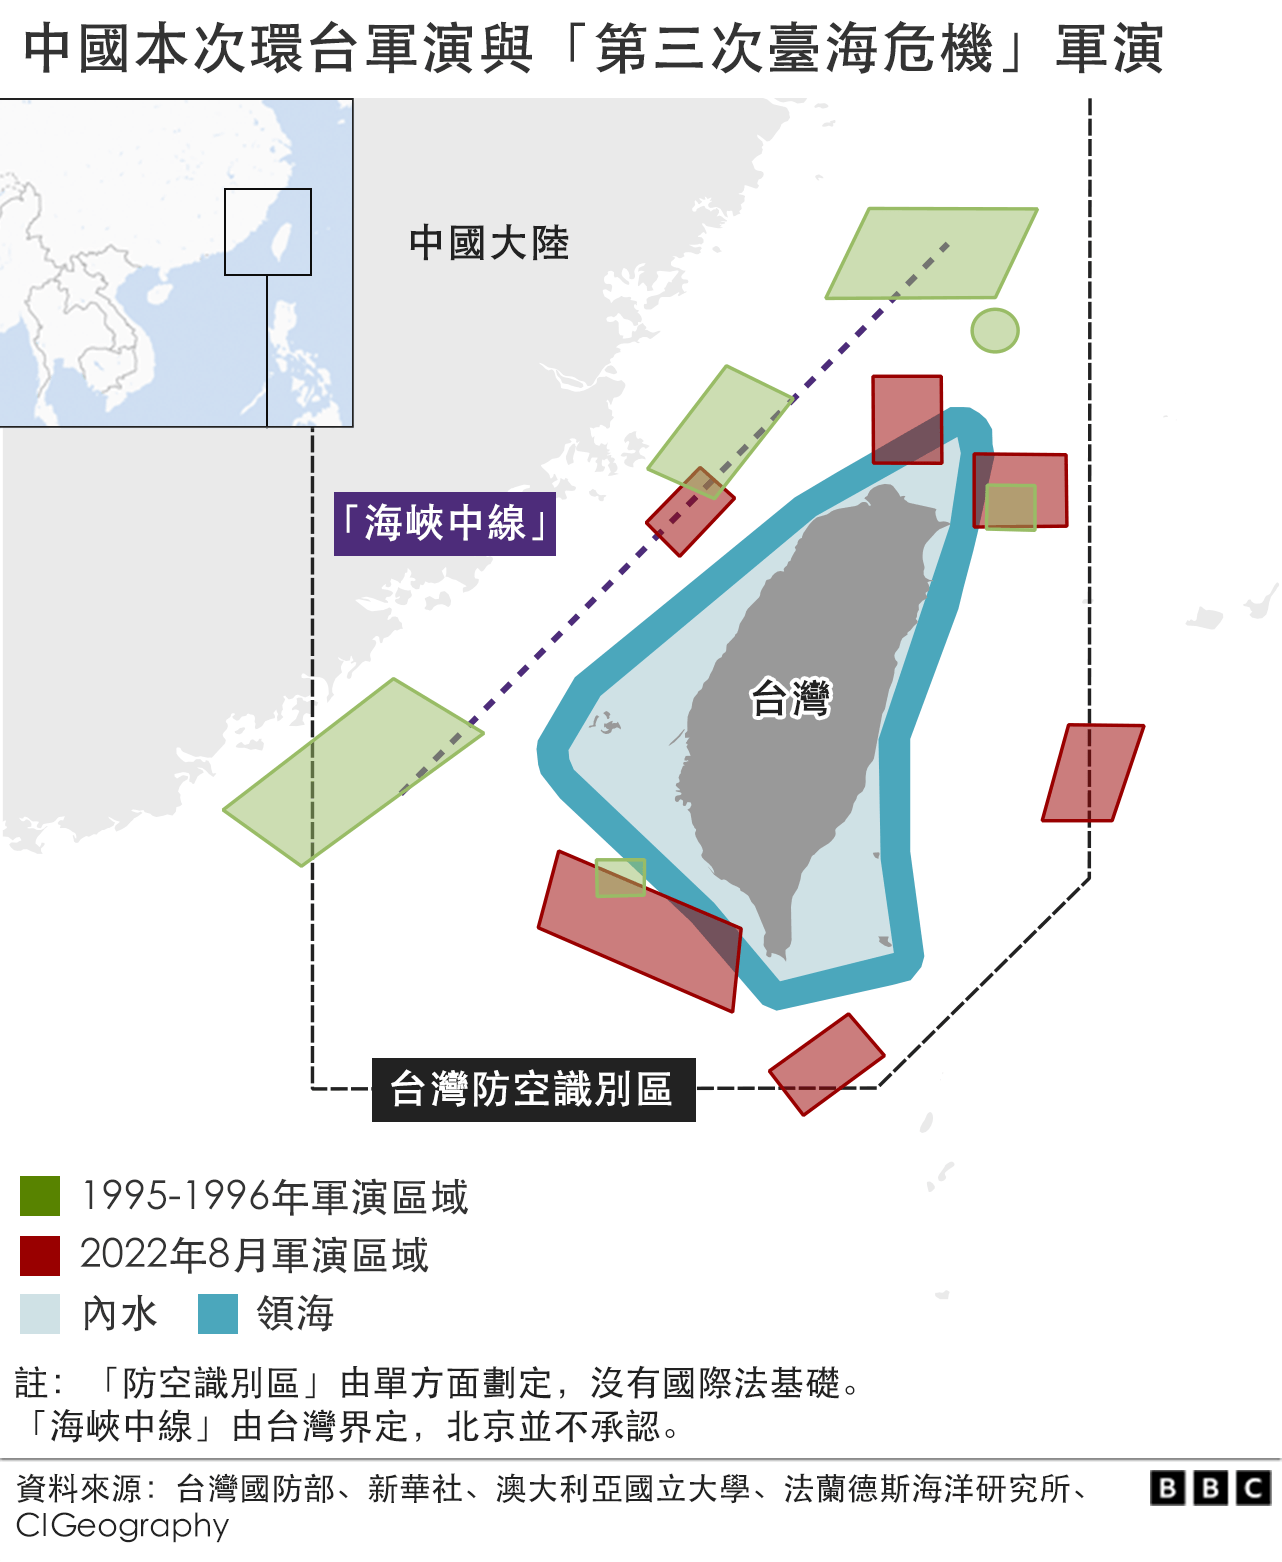 中國本次環台軍演與「第三次臺海危機」軍演
中國大陸
「海峽中線」
台灣
台灣防空識別區
1995-1996年軍演區域
2022年8月軍演區域
內水
領海
註：「防空識別區」由單方面劃定，沒有國際法基礎。
「海峽中線」由台灣界定，北京並不承認。
資料來源：台灣國防部、新華社、澳大利亞國立大學、法蘭德斯海洋研究所、
CIGeography
BBC